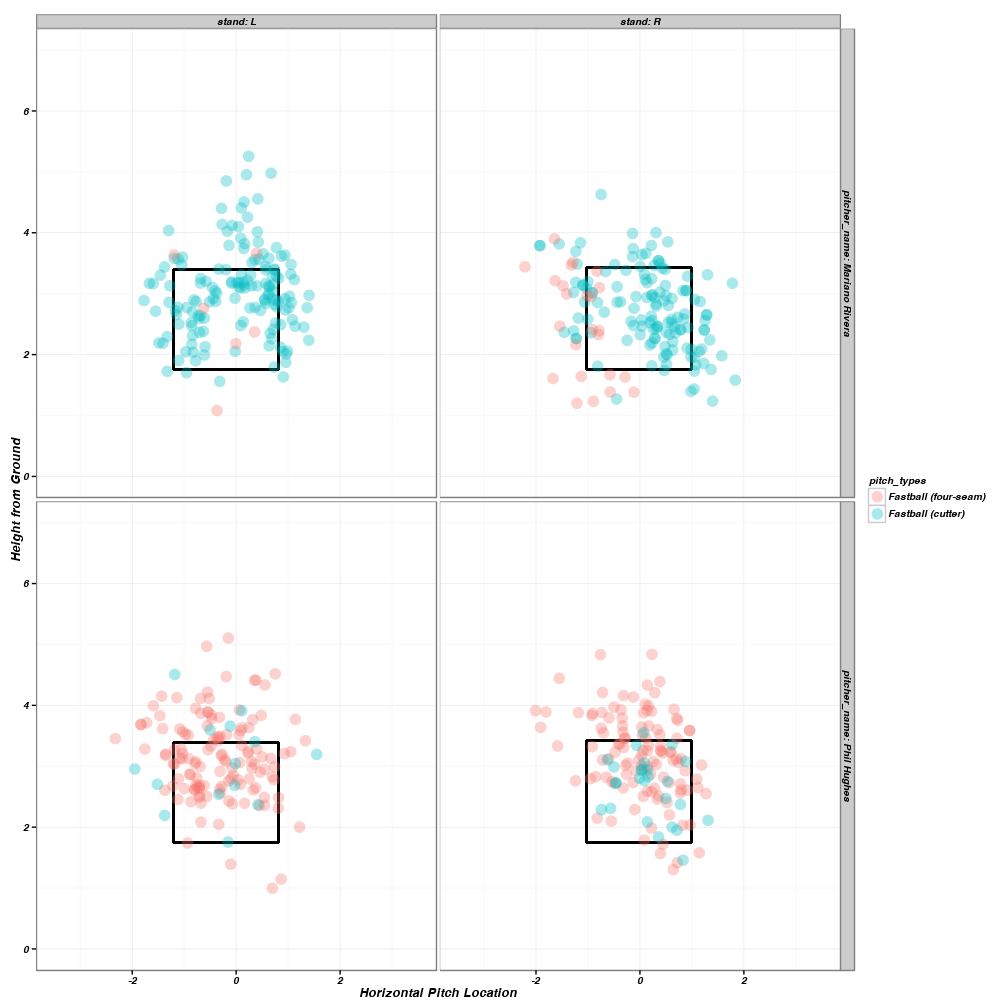 stand: L
stand: R
6
4
2
0
pitcher_name: Mariano Rivera
6
4
2
0
pitcher_name: Phil Hughes
-2
0
2
-2
0
2
Horizontal Pitch Location
Height from Ground
pitch_types
Fastball (four-seam)
Fastball (cutter)